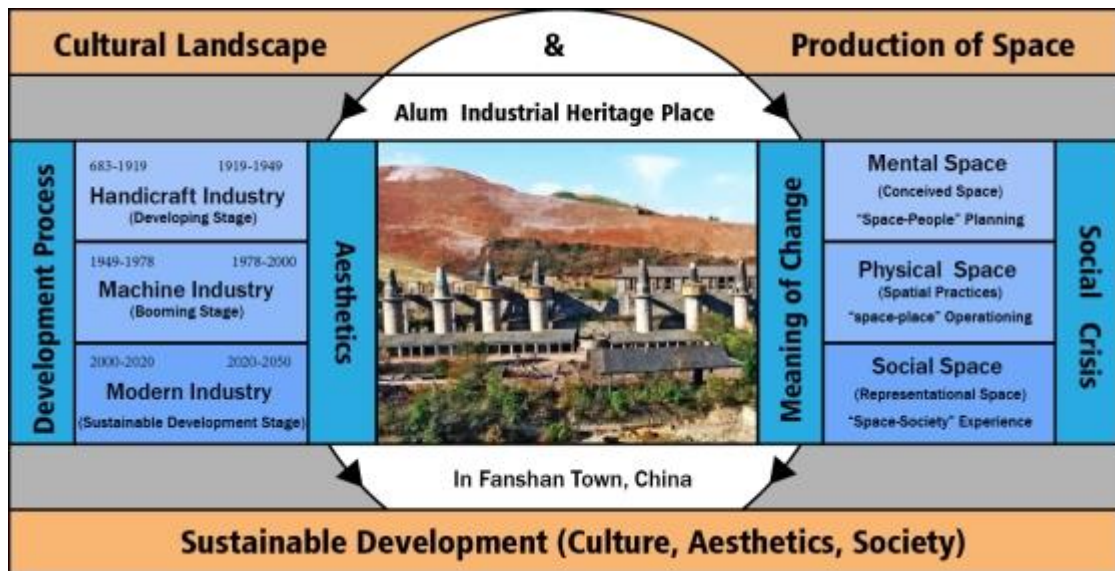 Cultural Landscape & Production of Space
Alum Industrial Heritage Place
Development Process
683-1919 1919-1949
Handicraft Industry
(Developing Stage)
1949-1978 1978-2000
Machine Industry
(Booming Stage)
2000-2020 2020-2050
Modern Industry
(Sustainable Development Stage)
Aesthetics
Meaning of Change
Mental Space
(Conceived Space)
“Space-People” Planning
Physical Space
(Spatial Practices)
“space-place” Operationing
Social Space
(Representational Space)
“Space-Society” Experience
Social Crisis
In Fanshan Town, China
Sustainable Development (Culture, Aesthetics, Society)